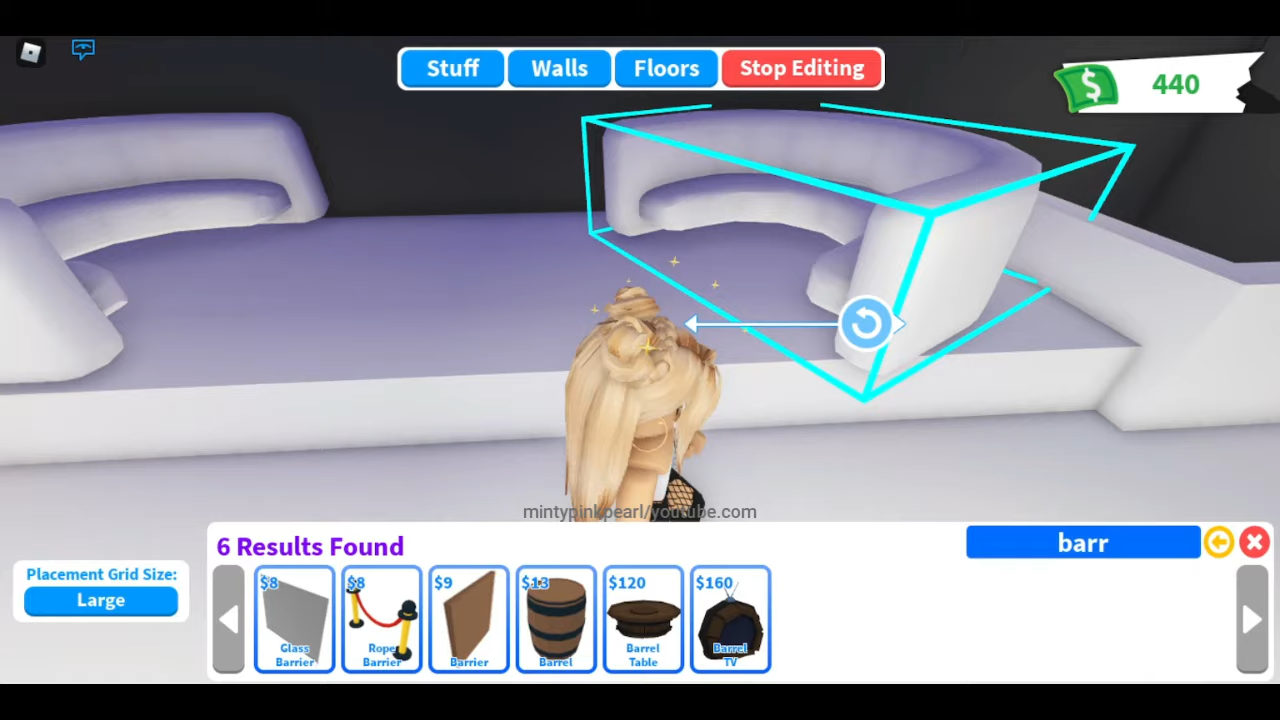 Stuff
Walls
Floors
Stop Editing
440
mintypinkpearl/youtube.com
6 Results Found
barr
Placement Grid Size:
Large
$8
Glass
Barrier
$8
Rope
Barrier
$9
Barrier
$13
Barrel
$120
Barrel
Table
$160
Barrel
TV